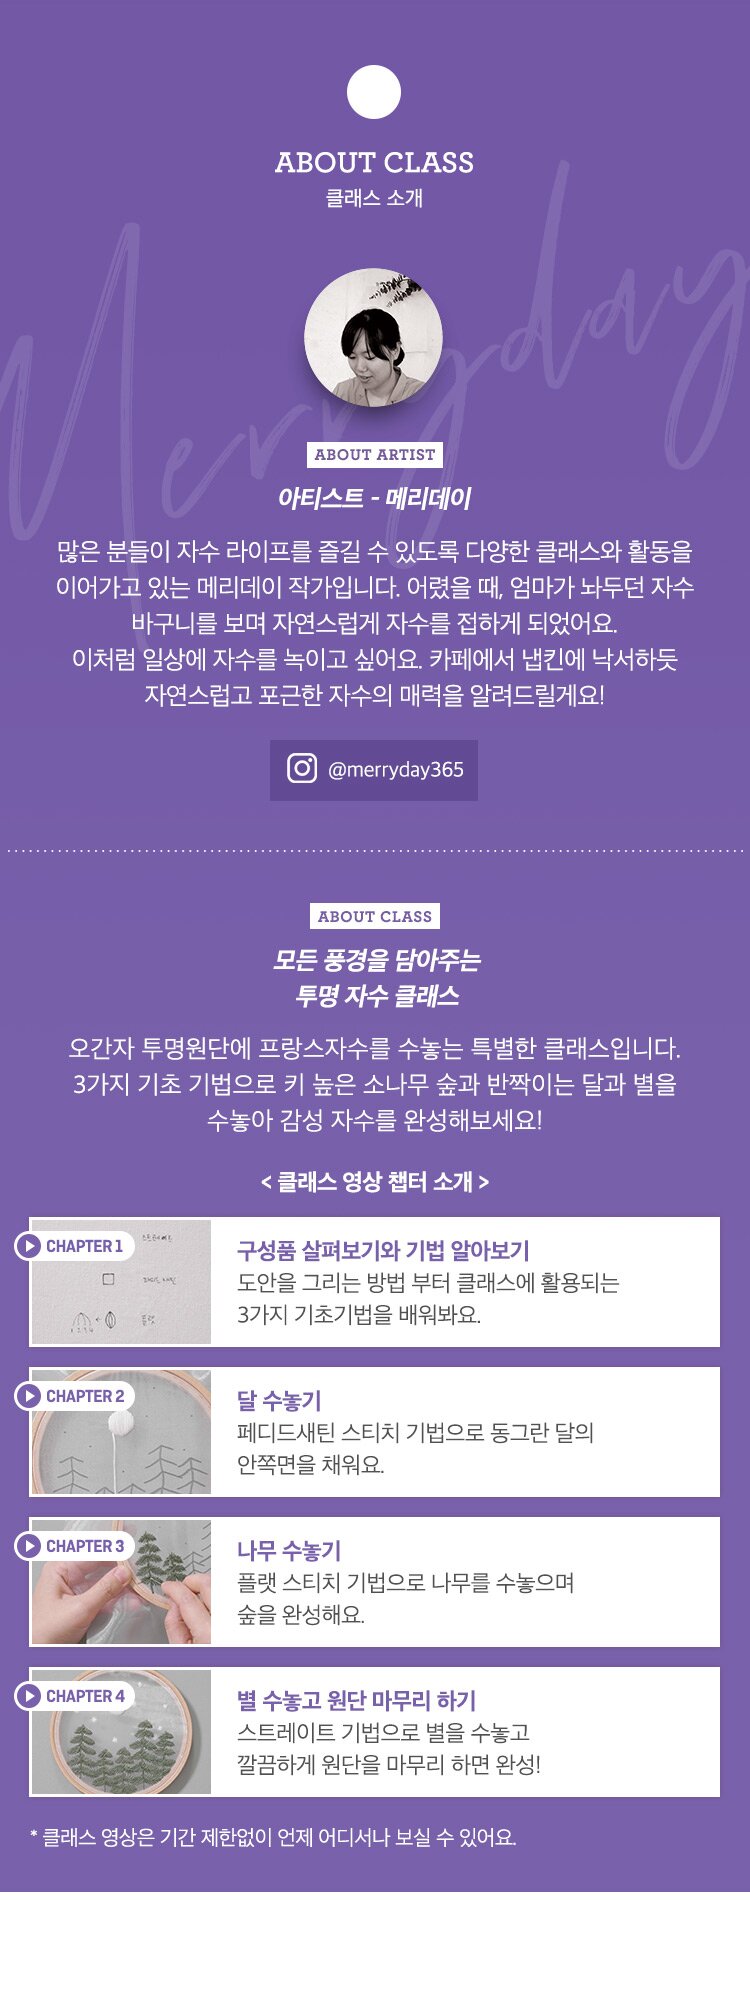 ABOUT CLASS
클래스 소개
Merryday
ABOUT ARTIST
아티스트 - 메리데이
많은 분들이 자수 라이프를 즐길 수 있도록 다양한 클래스와 활동을
이어가고 있는 메리데이 작가입니다. 어렸을 때, 엄마가 놔두던 자수
바구니를 보며 자연스럽게 자수를 접하게 되었어요.
이처럼 일상에 자수를 녹이고 싶어요. 카페에서 냅킨에 낙서하듯
자연스럽고 포근한 자수의 매력을 알려드릴게요!
@merryday365
ABOUT CLASS
모든 풍경을 담아주는
투명 자수 클래스
오간자 투명원단에 프랑스자수를 수놓는 특별한 클래스입니다.
3가지 기초 기법으로 키 높은 소나무 숲과 반짝이는 달과 별을
수놓아 감성 자수를 완성해보세요!
< 클래스 영상 챕터 소개 >
CHAPTER 1
플랫
구성품 살펴보기와 기법 알아보기
도안을 그리는 방법 부터 클래스에 활용되는
3가지 기초기법을 배워봐요.
CHAPTER 2
달 수놓기
페디드새틴 스티치 기법으로 동그란 달의
안쪽면을 채워요.
CHAPTER 3
나무 수놓기
플랫 스티치 기법으로 나무를 수놓으며
숲을 완성해요.
CHAPTER 4
별 수놓고 원단 마무리 하기
스트레이트 기법으로 별을 수놓고
깔끔하게 원단을 마무리 하면 완성!
* 클래스 영상은 기간 제한없이 언제 어디서나 보실 수 있어요.